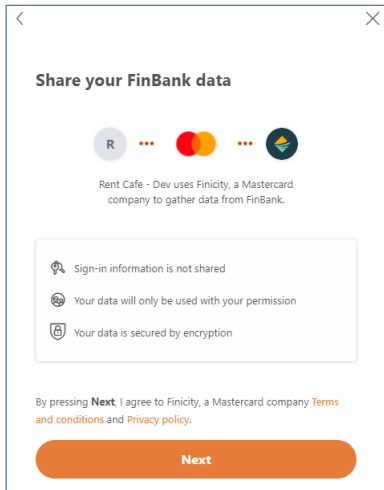 Share your FinBank data
R
Rent Cafe - Dev uses Finicity, a Mastercard
company to gather data from FinBank.
Sign-in information is not shared
Your data will only be used with your permission
Your data is secured by encryption
By pressing Next, I agree to Finicity, a Mastercard company Terms
and conditions and Privacy policy.
Next